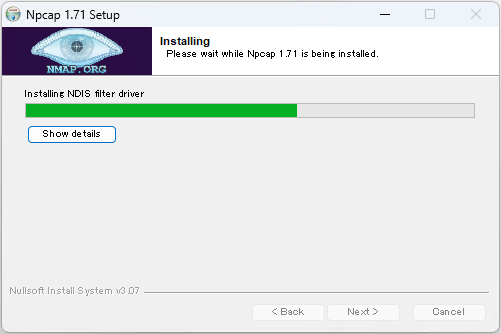 Npcap 1.71 Setup
NMAP.ORG
Installing
Please wait while Npcap 1.71 is being installed.
Installing NDIS filter driver
Show details
Nullsoft Install System v3.07
< Back
Next >
Cancel